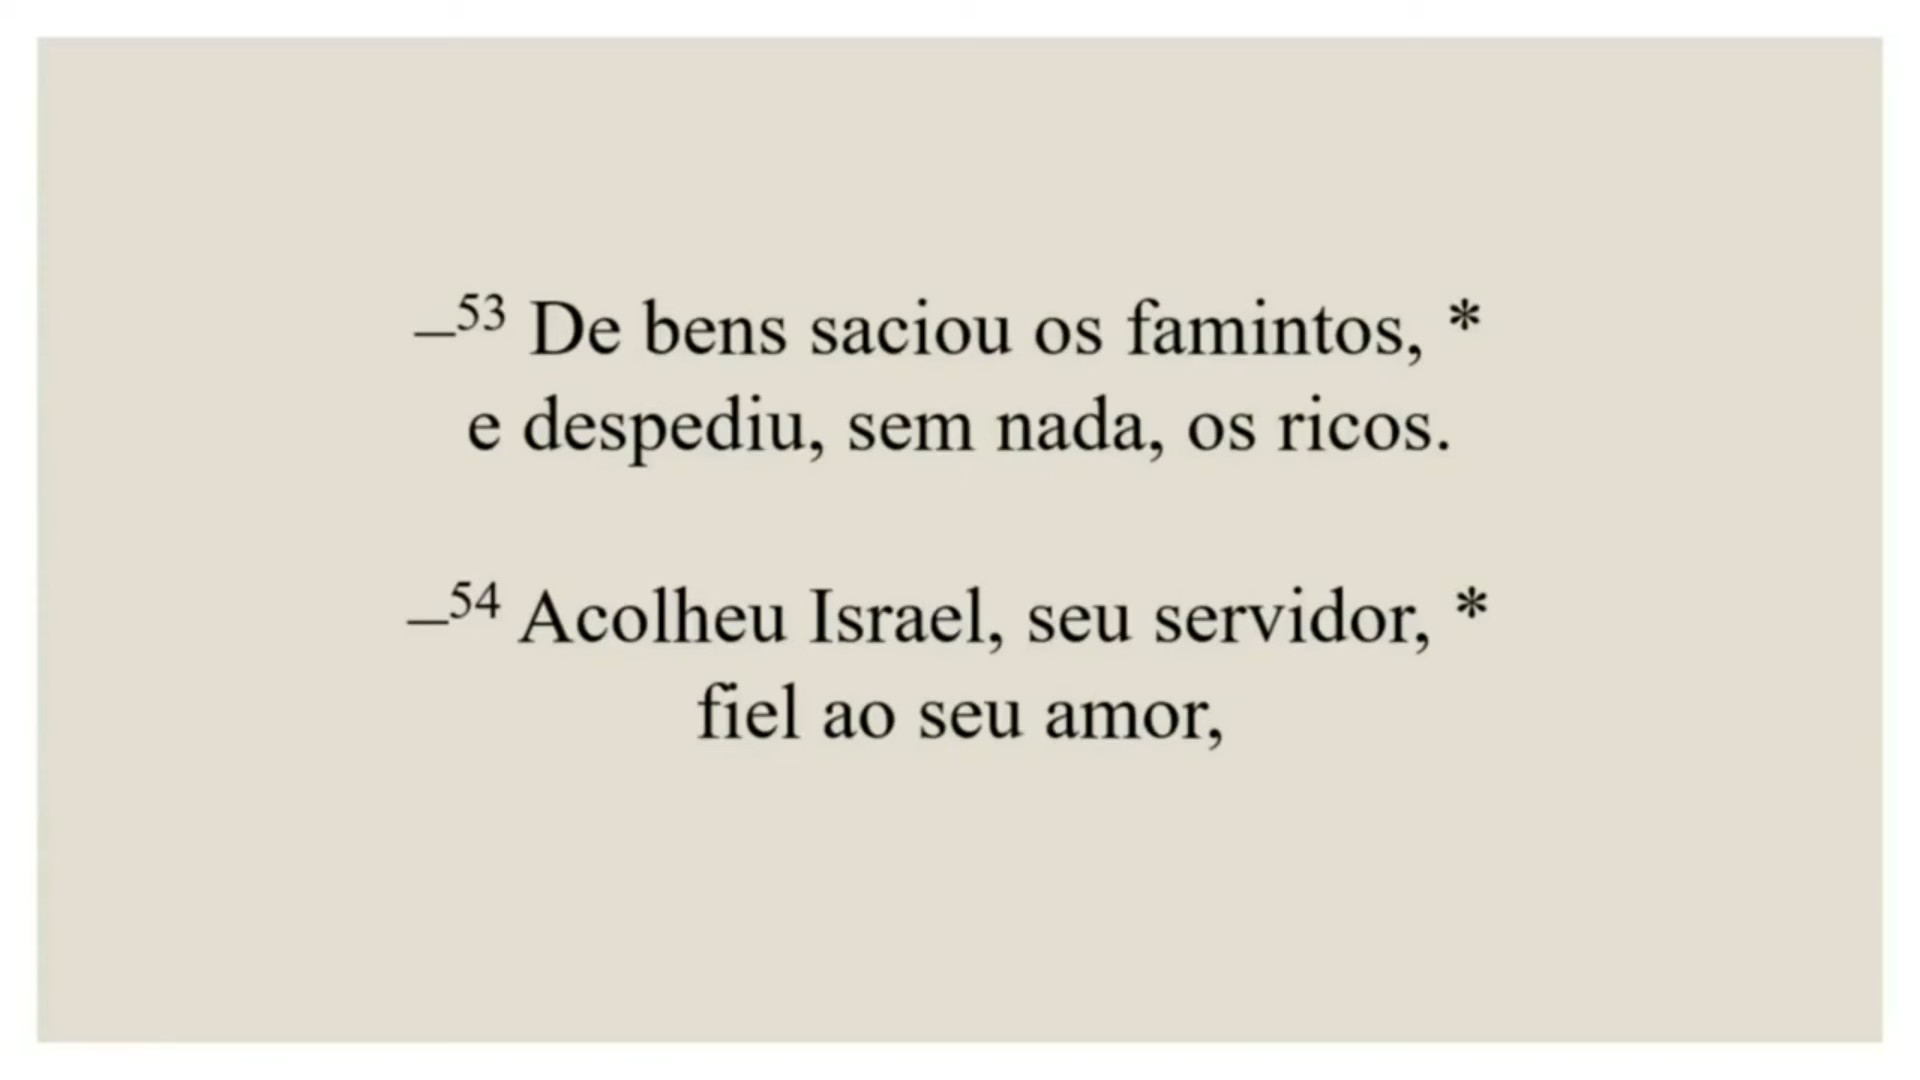 –53 De bens saciou os famintos, *
e despediu, sem nada, os ricos.
–54 Acolheu Israel, seu servidor, *
fiel ao seu amor,